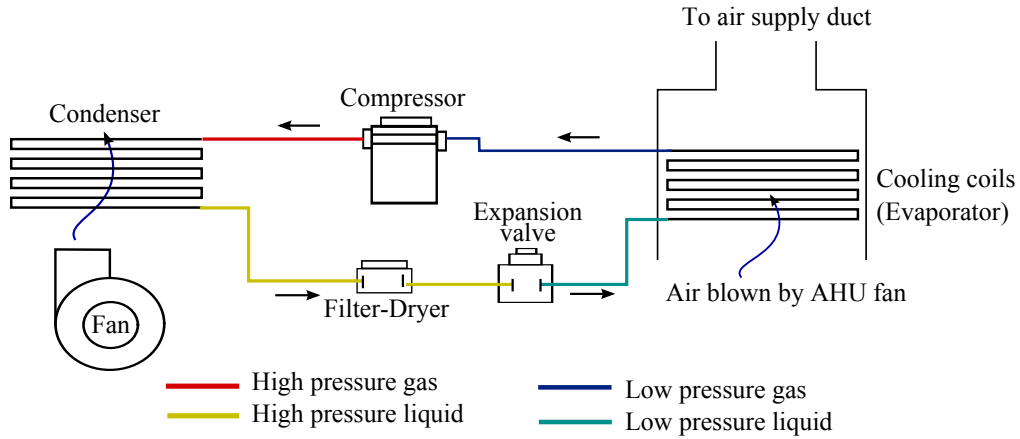 To air supply duct
Compressor
Condenser
Cooling coils
(Evaporator)
Expansion
valve
Filter-Dryer
Air blown by AHU fan
Fan
High pressure gas
High pressure liquid
Low pressure gas
Low pressure liquid